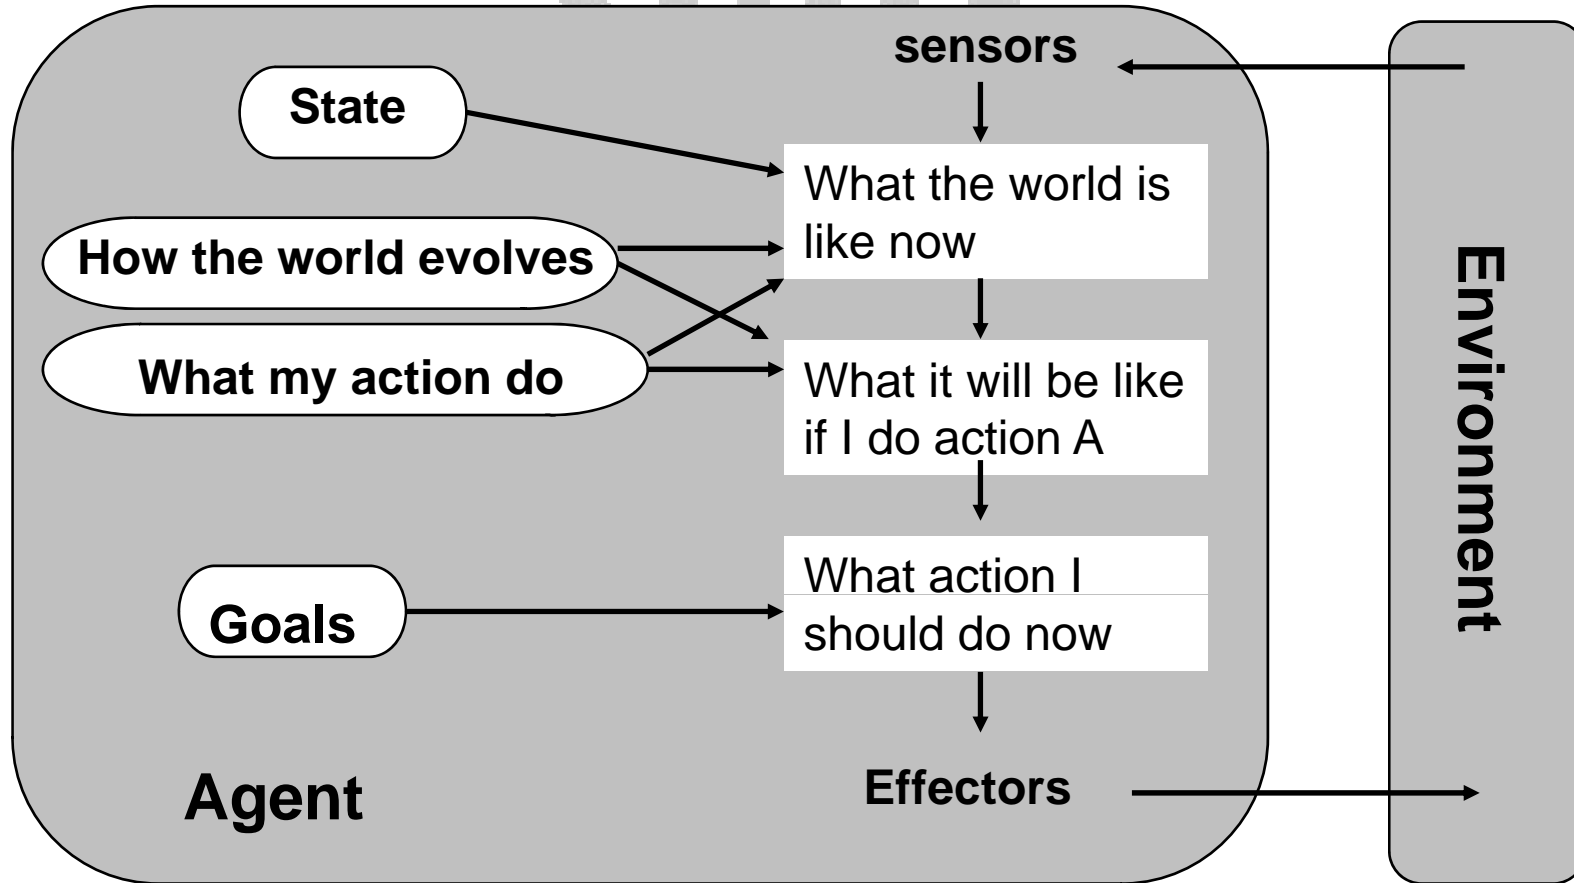 sensors
State
What the world is
like now
How the world evolves
What my action do
What it will be like
if I do action A
What action I
should do now
Goals
Agent
Effectors
Environment